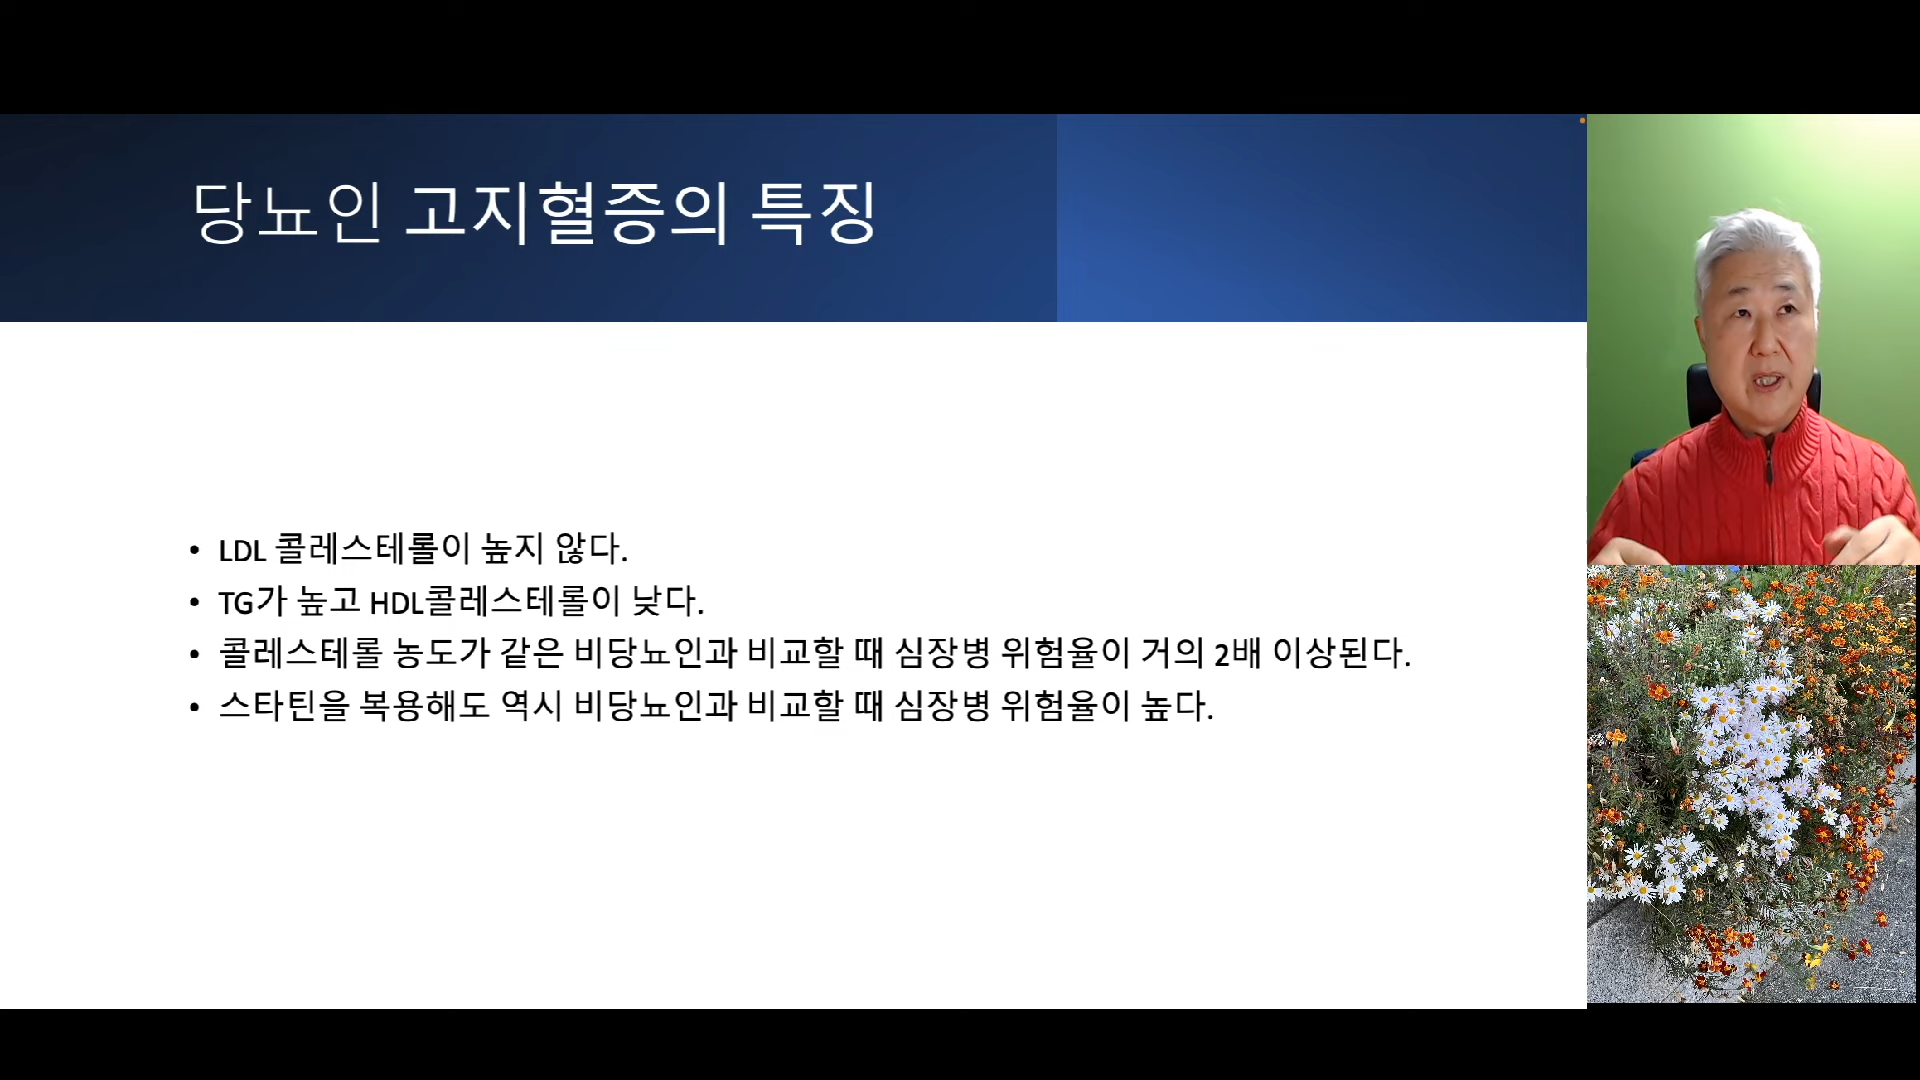 당뇨인 고지혈증의 특징
• LDL 콜레스테롤이 높지 않다.
• TG가 높고 HDL콜레스테롤이 낮다.
• 콜레스테롤 농도가 같은 비당뇨인과 비교할 때 심장병 위험율이 거의 2배 이상된다.
• 스타틴을 복용해도 역시 비당뇨인과 비교할 때 심장병 위험율이 높다.